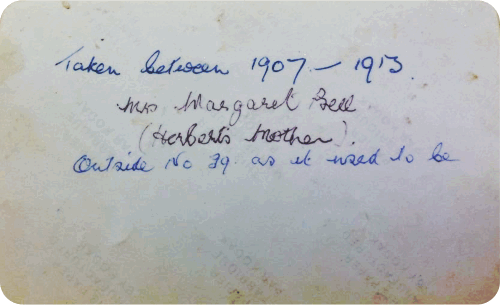 Taken between 1907 – 1913.
Mrs Margaret Bell.
(Herbert's Mother).
Outside No 39. as it used to be